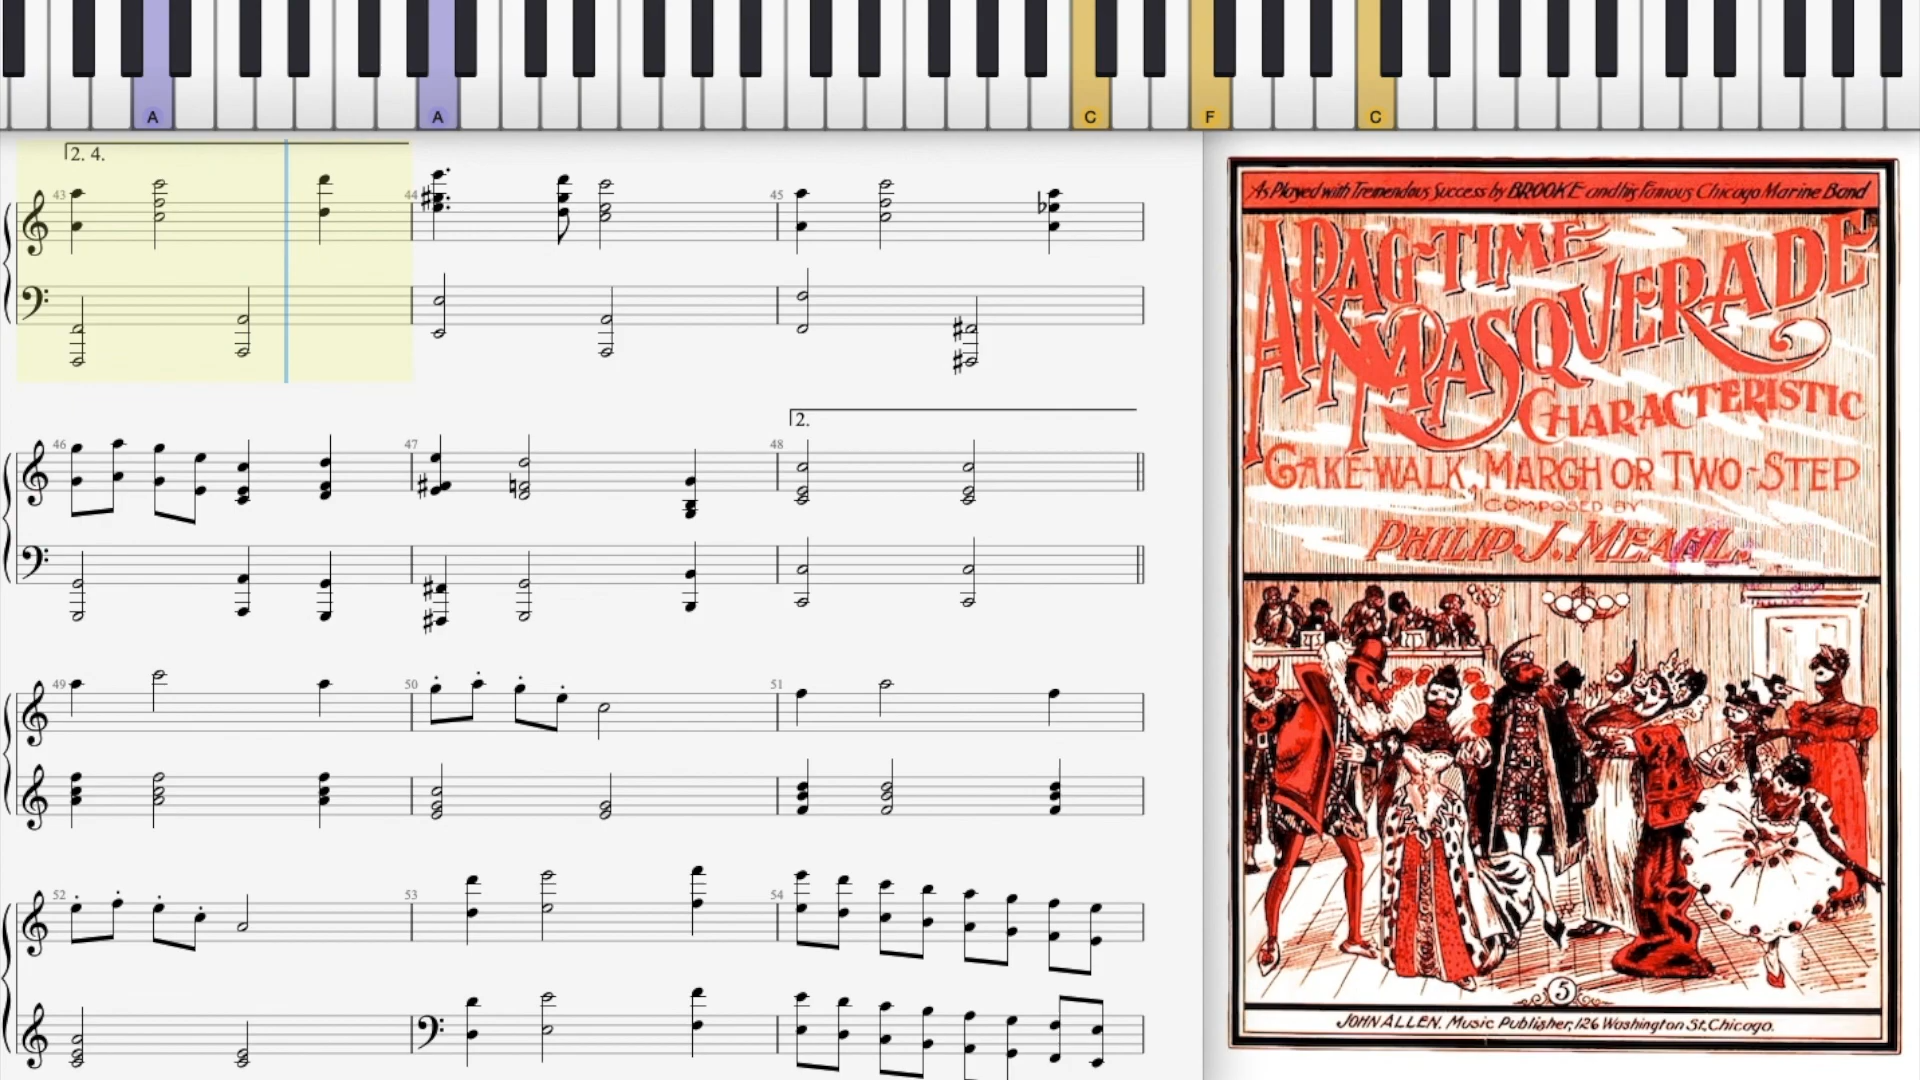 A A C F C
2. 4.
43 44 45
46 47 48
2.
49 50 51
52 53 54
As Played with Tremendous Success by BROOKE and his Famous Chicago Marine Band
A RAG-TIME
MASQUERADE
CHARACTERISTIC
CAKE-WALK, MARCH OR TWO-STEP
COMPOSED BY
PHILIP J. MEAHL.
5
JOHN ALLEN, Music Publisher, 126 Washington St, Chicago.